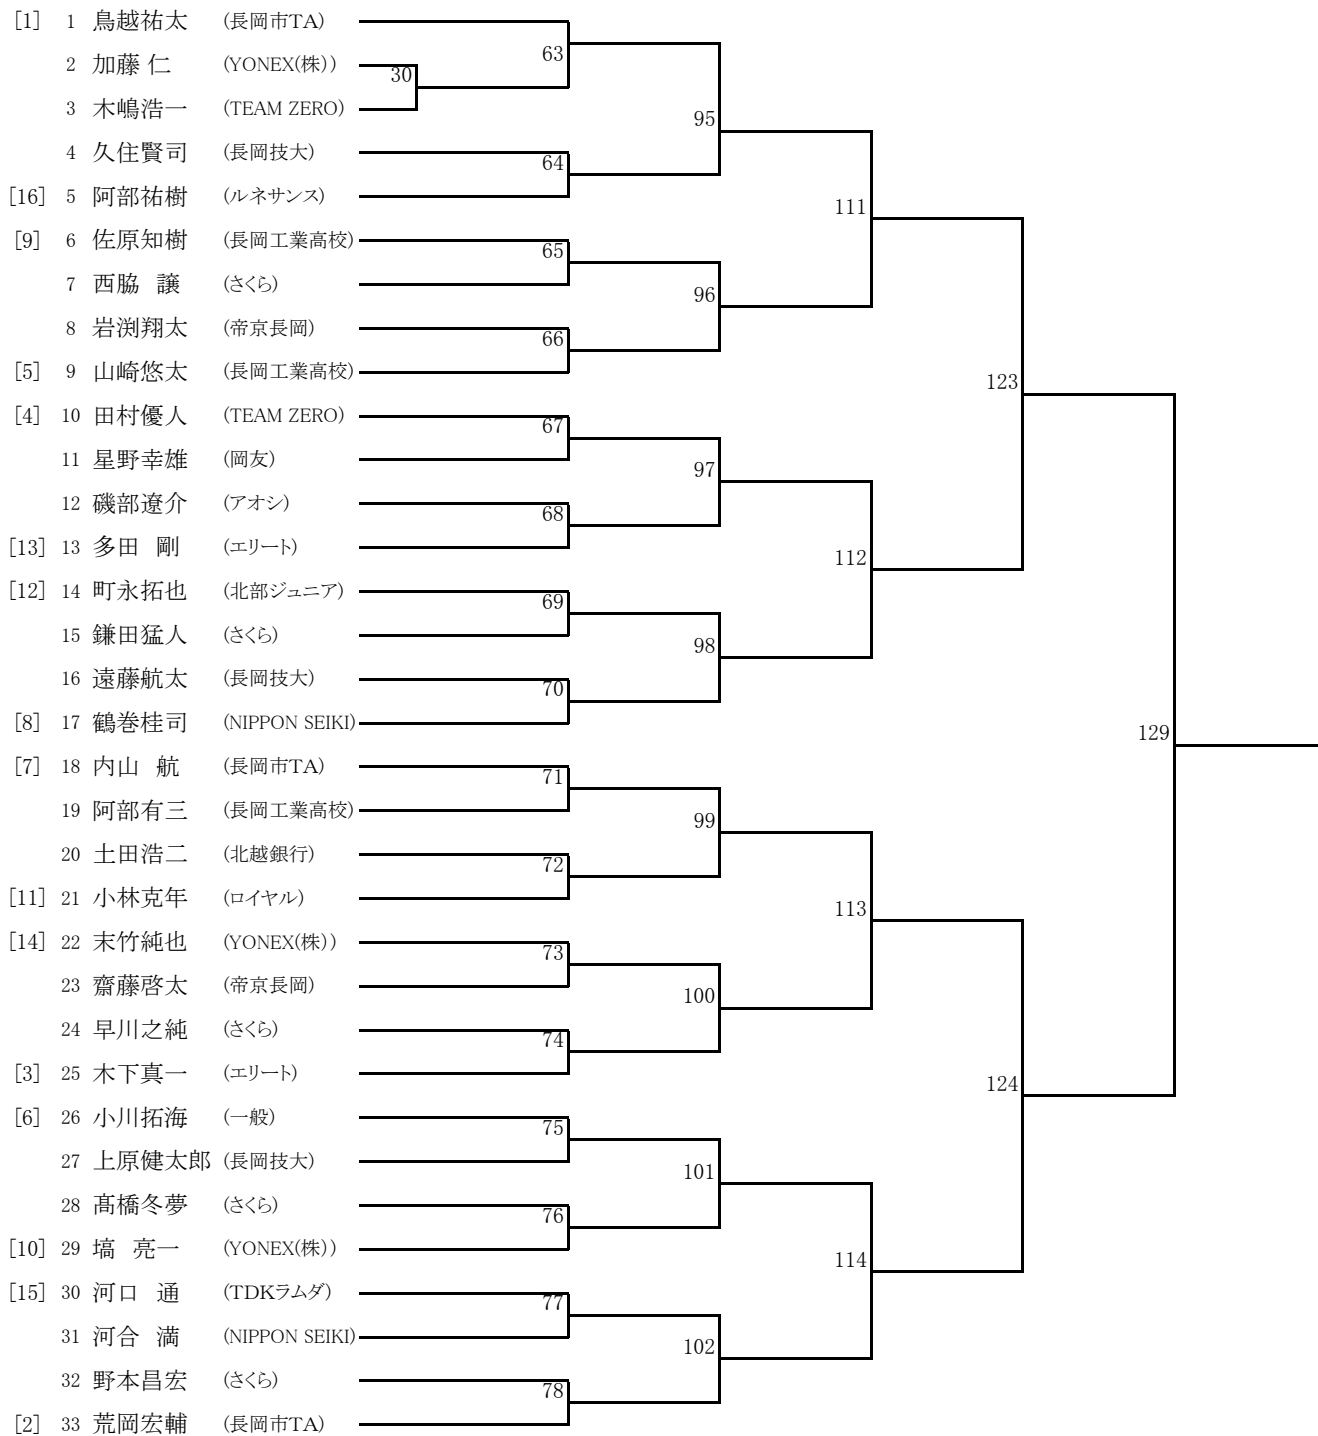 [1] 1 鳥越祐太 (長岡市TA)
63
2 加藤 仁 (YONEX(株))
30
3 木嶋浩一 (TEAM ZERO)
95
4 久住賢司 (長岡技大)
64
[16] 5 阿部祐樹 (ルネサンス)
111
[9] 6 佐原知樹 (長岡工業高校)
65
7 西脇 譲 (さくら)
96
8 岩渕翔太 (帝京長岡)
66
[5] 9 山崎悠太 (長岡工業高校)
123
[4] 10 田村優人 (TEAM ZERO)
67
11 星野幸雄 (岡友)
97
12 磯部遼介 (アオシ)
68
[13] 13 多田 剛 (エリート)
112
[12] 14 町永拓也 (北部ジュニア)
69
15 鎌田猛人 (さくら)
98
16 遠藤航太 (長岡技大)
70
[8] 17 鶴巻桂司 (NIPPON SEIKI)
129
[7] 18 内山 航 (長岡市TA)
71
19 阿部有三 (長岡工業高校)
99
20 土田浩二 (北越銀行)
72
[11] 21 小林克年 (ロイヤル)
113
[14] 22 末竹純也 (YONEX(株))
73
23 齋藤啓太 (帝京長岡)
100
24 早川之純 (さくら)
74
[3] 25 木下真一 (エリート)
124
[6] 26 小川拓海 (一般)
75
27 上原健太郎 (長岡技大)
101
28 髙橋冬夢 (さくら)
76
[10] 29 塙 亮一 (YONEX(株))
114
[15] 30 河口 通 (TDKラムダ)
77
31 河合 満 (NIPPON SEIKI)
102
32 野本昌宏 (さくら)
78
[2] 33 荒岡宏輔 (長岡市TA)